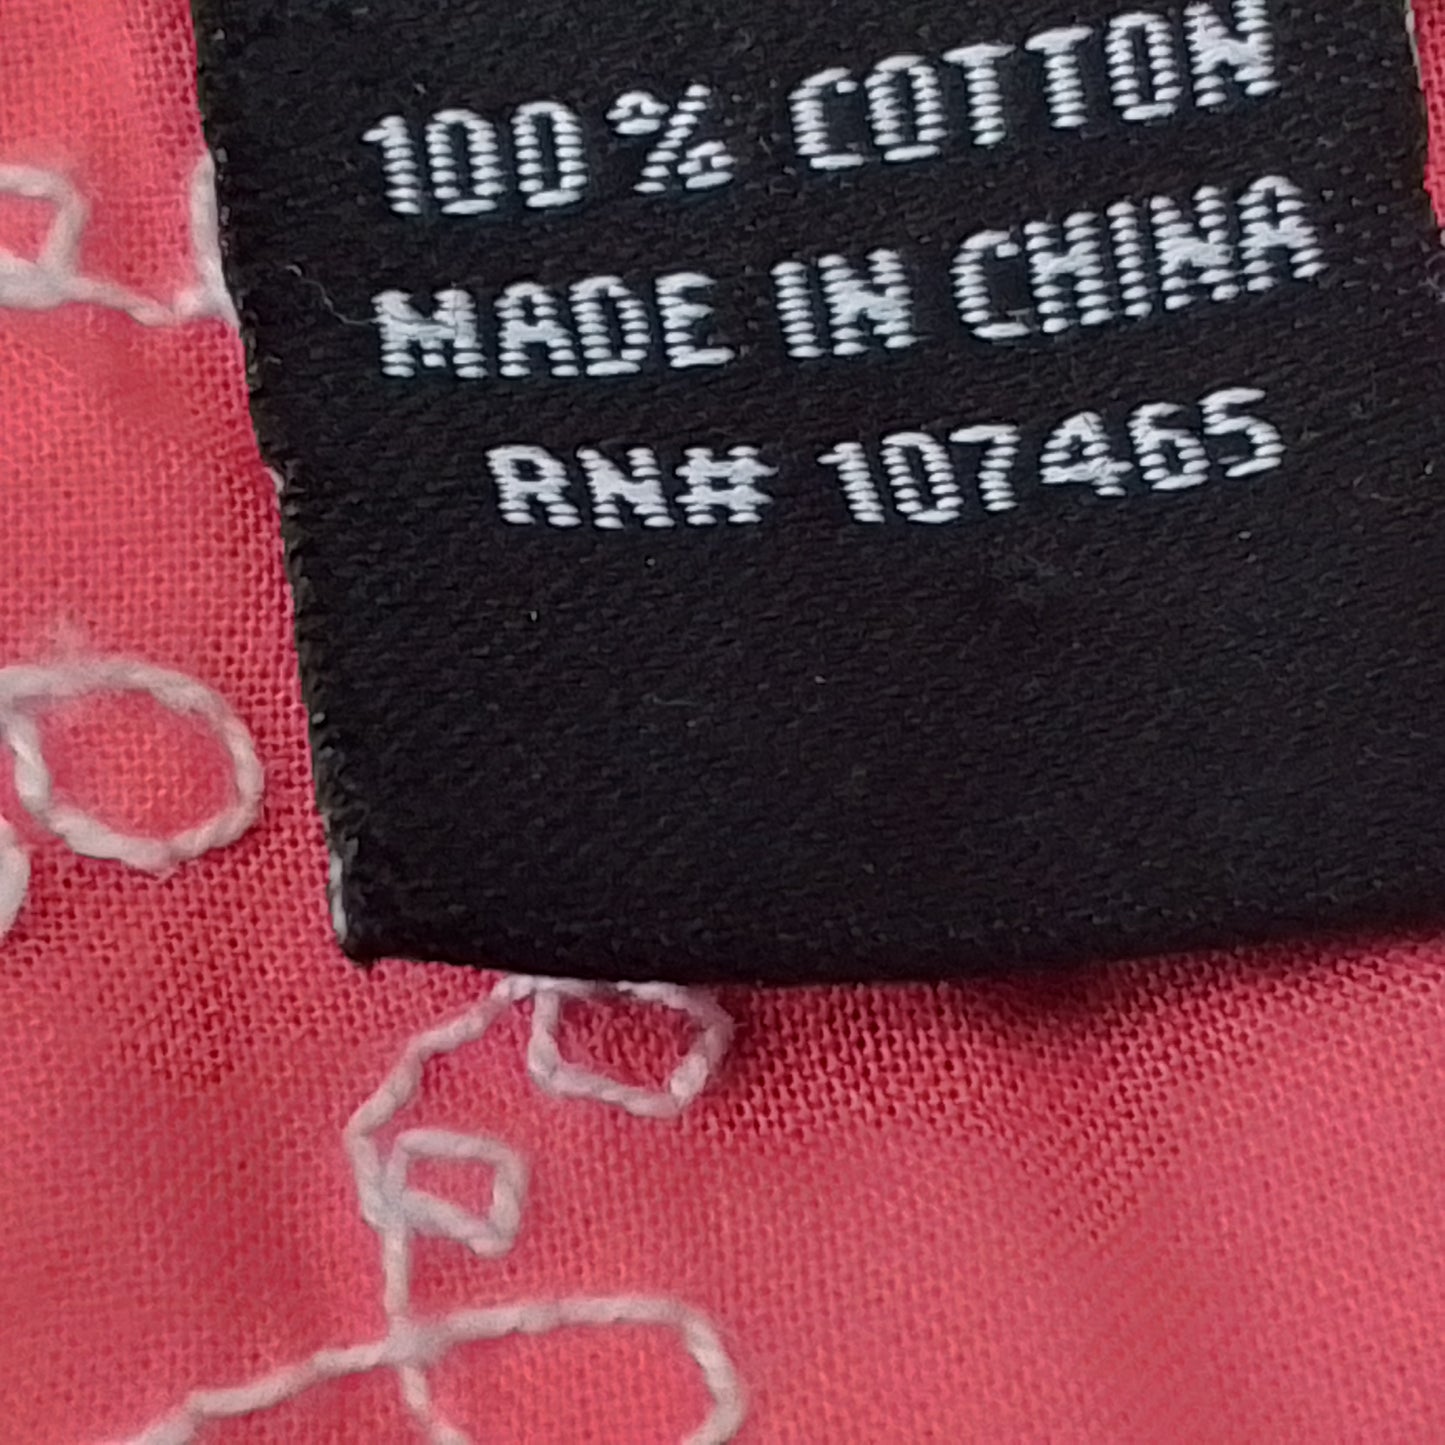 100% COTTON
MADE IN CHINA
RN# 107465